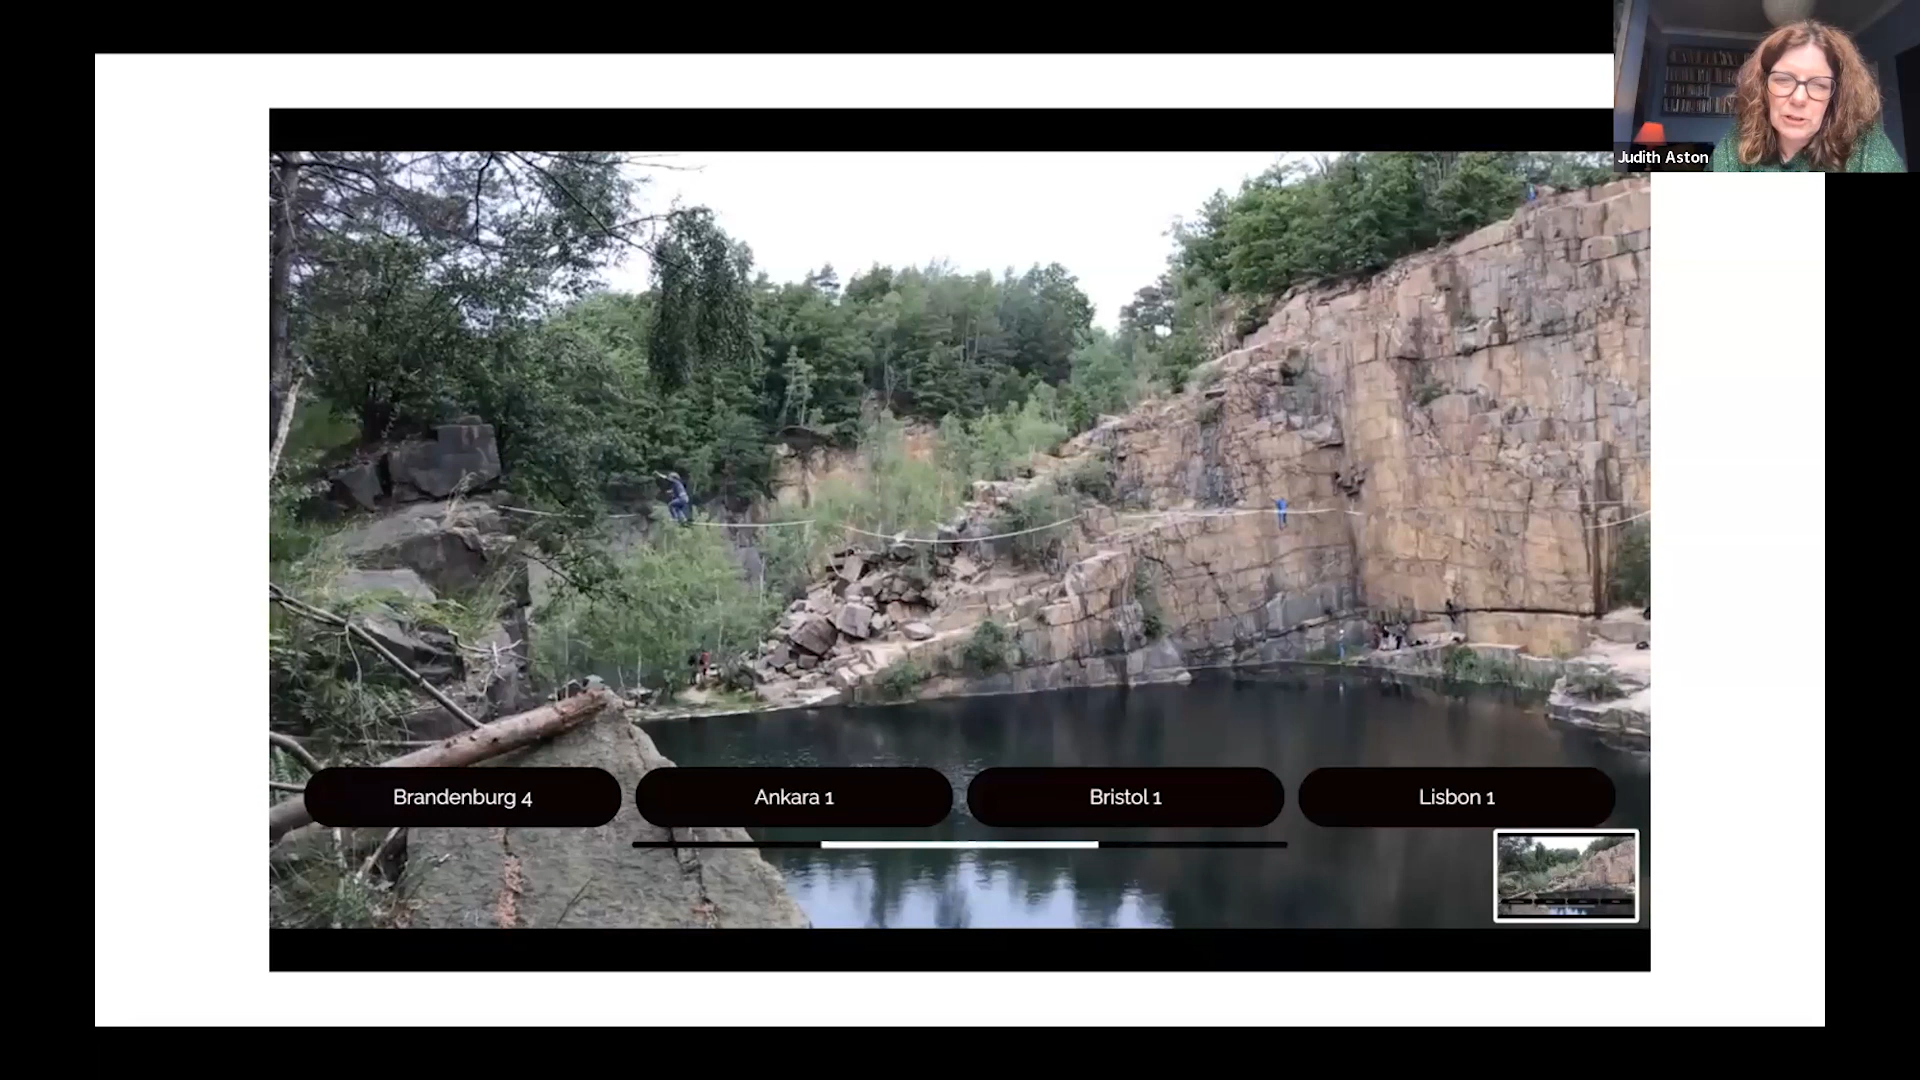 Judith Aston
Brandenburg 4
Ankara 1
Bristol 1
Lisbon 1